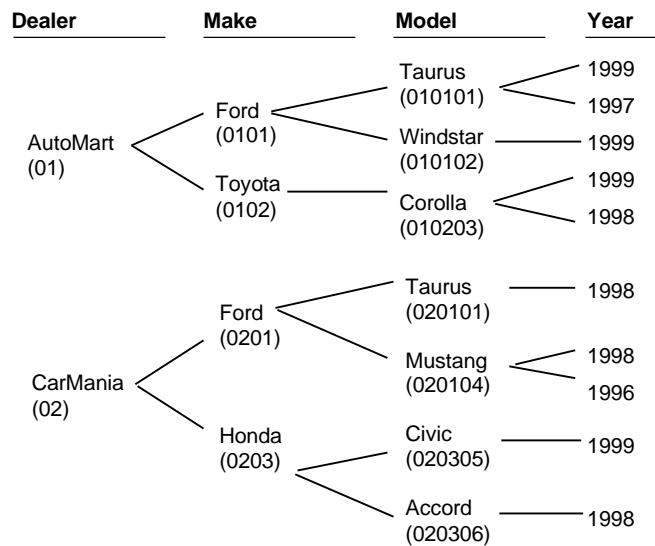 Dealer Make Model Year
Taurus
(010101)
1999
1997
Ford
(0101)
Windstar
(010102)
1999
AutoMart
(01)
Toyota
(0102)
Corolla
(010203)
1999
1998
Taurus
(020101)
1998
Ford
(0201)
Mustang
(020104)
1998
1996
CarMania
(02)
Honda
(0203)
Civic
(020305)
1999
Accord
(020306)
1998